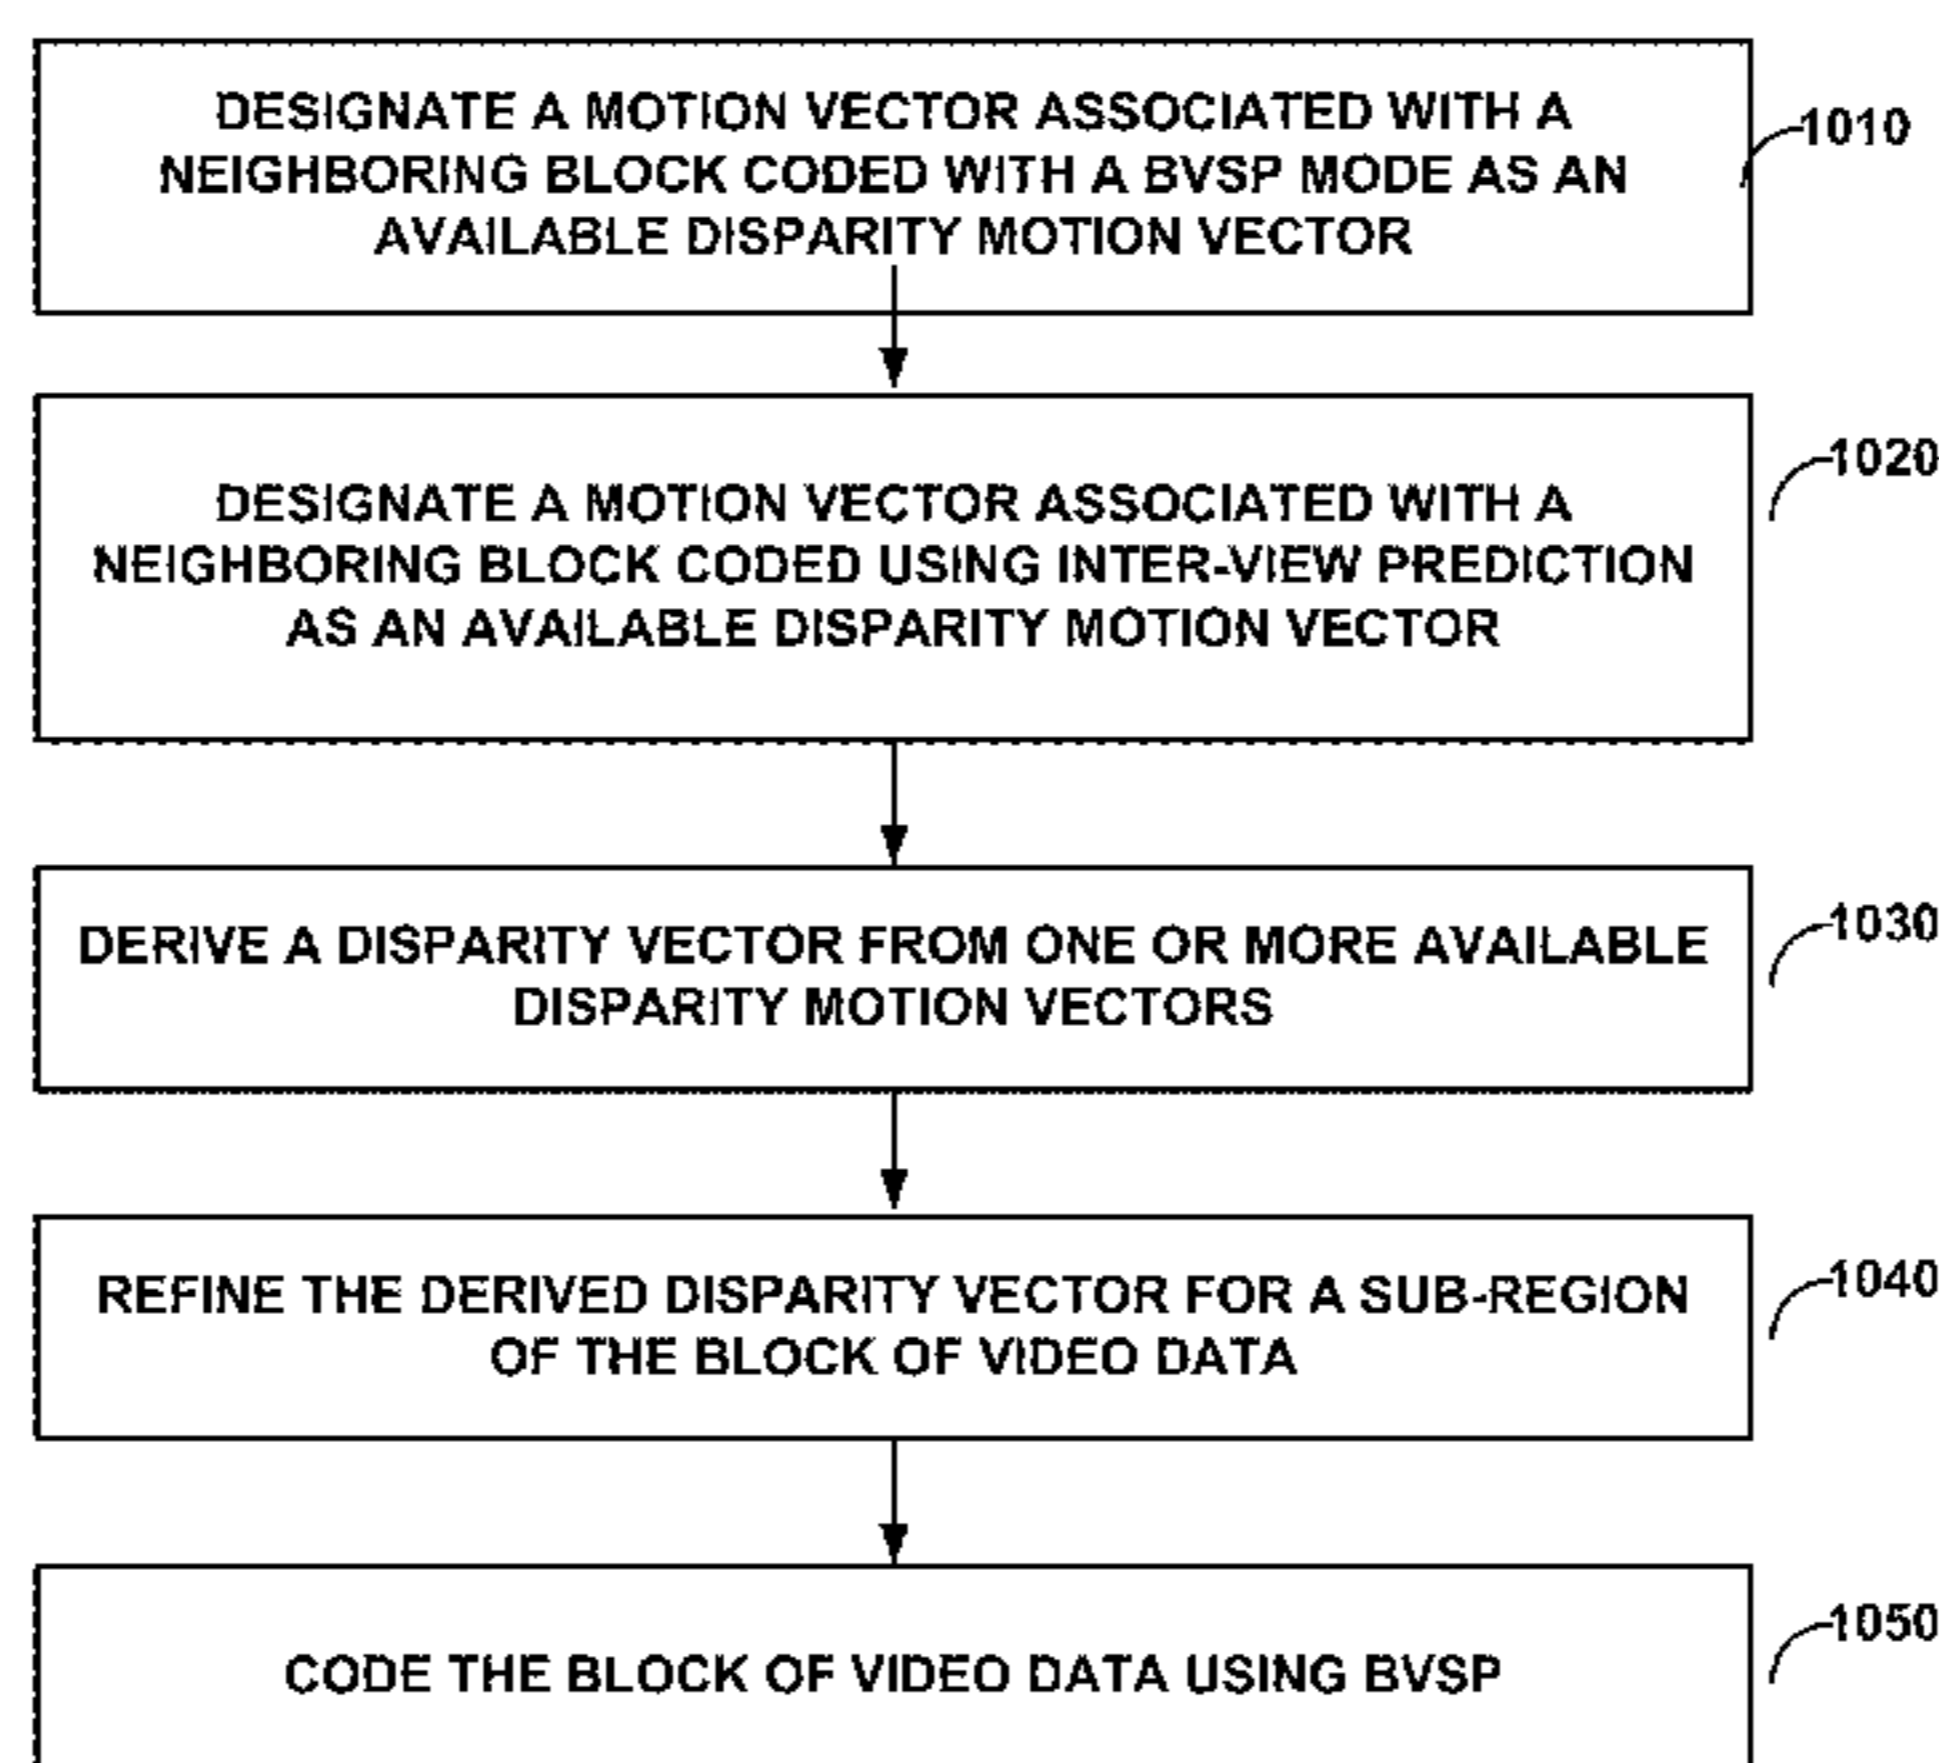 DESIGNATE A MOTION VECTOR ASSOCIATED WITH A
NEIGHBORING BLOCK CODED WITH A BVSP MODE AS AN
AVAILABLE DISPARITY MOTION VECTOR
1010
DESIGNATE A MOTION VECTOR ASSOCIATED WITH A
NEIGHBORING BLOCK CODED USING INTER-VIEW PREDICTION
AS AN AVAILABLE DISPARITY MOTION VECTOR
1020
DERIVE A DISPARITY VECTOR FROM ONE OR MORE AVAILABLE
DISPARITY MOTION VECTORS
1030
REFINE THE DERIVED DISPARITY VECTOR FOR A SUB-REGION
OF THE BLOCK OF VIDEO DATA
1040
CODE THE BLOCK OF VIDEO DATA USING BVSP
1050